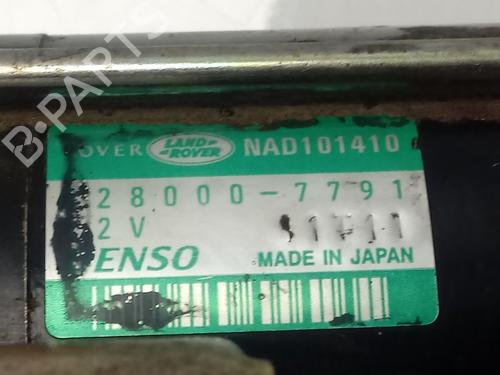 B-PARTS
OVER LAND-ROVER NAD101410
28000-7791
2V
ENSO MADE IN JAPAN